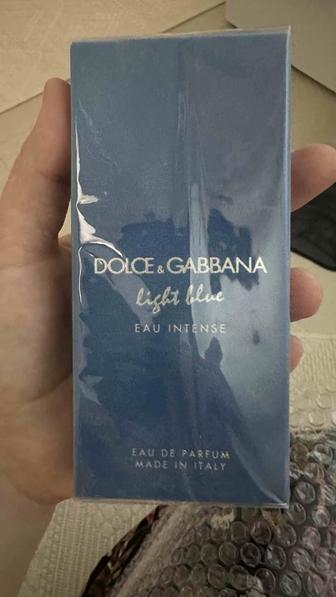 DOLCE & GABBANA
light blue
EAU INTENSE
EAU DE PARFUM
MADE IN ITALY